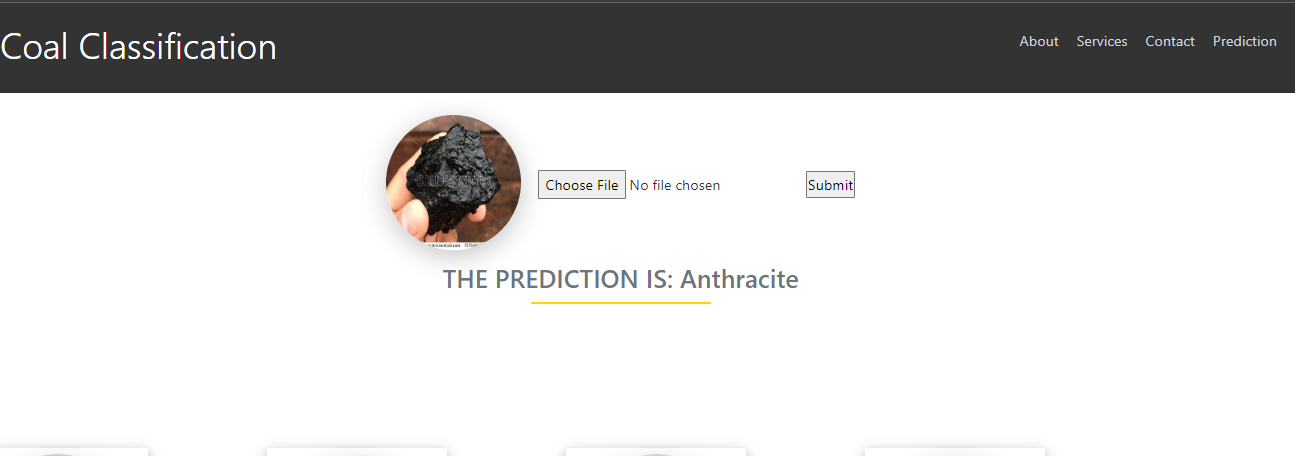 Coal Classification
About Services Contact Prediction
Choose File No file chosen
Submit
THE PREDICTION IS: Anthracite